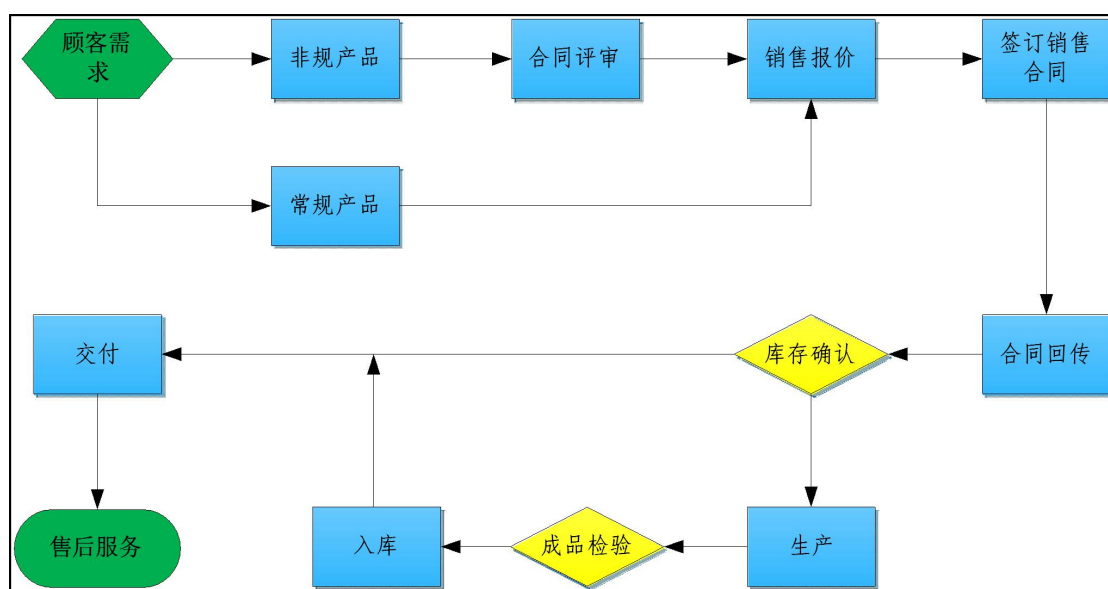 顾客需
求
非规产品
合同评审
销售报价
签订销售
合同
常规产品
交付
库存确认
合同回传
售后服务
入库
成品检验
生产